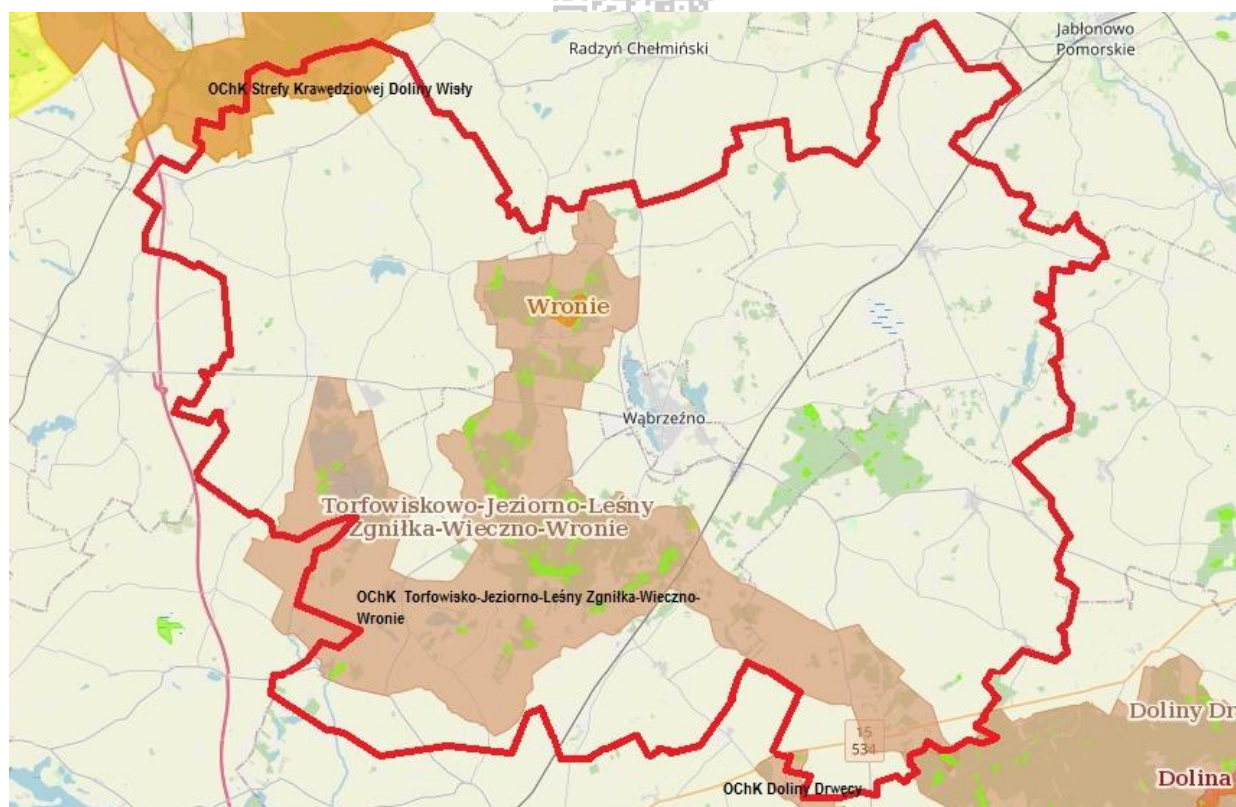 Radzyń Chełmiński
Jabłonowo
Pomorskie
OChK Strefy Krawędziowej Doliny Wisły
Wronie
Wąbrzeźno
Torfowiskowo-Jeziorno-Leśny
Zgniłka-Wieczno-Wronie
OChK Torfowisko-Jeziorno-Leśny Zgniłka-Wieczno-
Wronie
Doliny Dr
15
534
Dolina
OChK Doliny Drwęcy